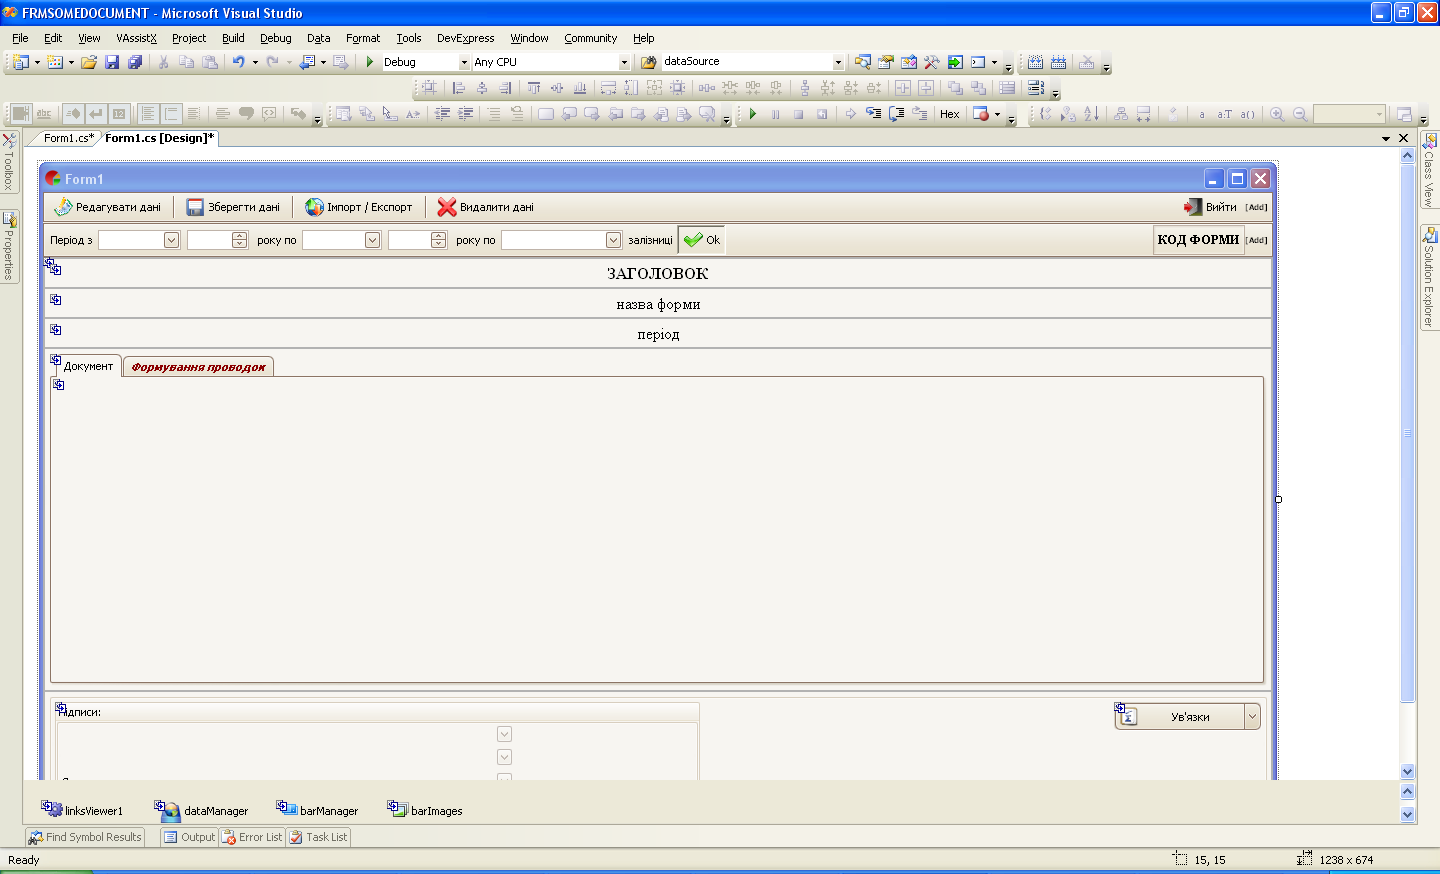 FRMSOMEDOCUMENT - Microsoft Visual Studio
File Edit View VAssistX Project Build Debug Data Format Tools DevExpress Window Community Help
Debug Any CPU dataSource
Hex
Form1.cs* Form1.cs [Design]*
Toolbox
Properties
Class View
Solution Explorer
Form1
Редагувати дані Зберегти дані Імпорт / Експорт Видалити дані Вийти [Add]
Період з року по року по залізниці Ok КОД ФОРМИ [Add]
ЗАГОЛОВОК
назва форми
період
Документ Формування проводок
Ув'язки
linksViewer1 dataManager barManager barImages
Find Symbol Results Output Error List Task List
Ready 15, 15 1238 x 674